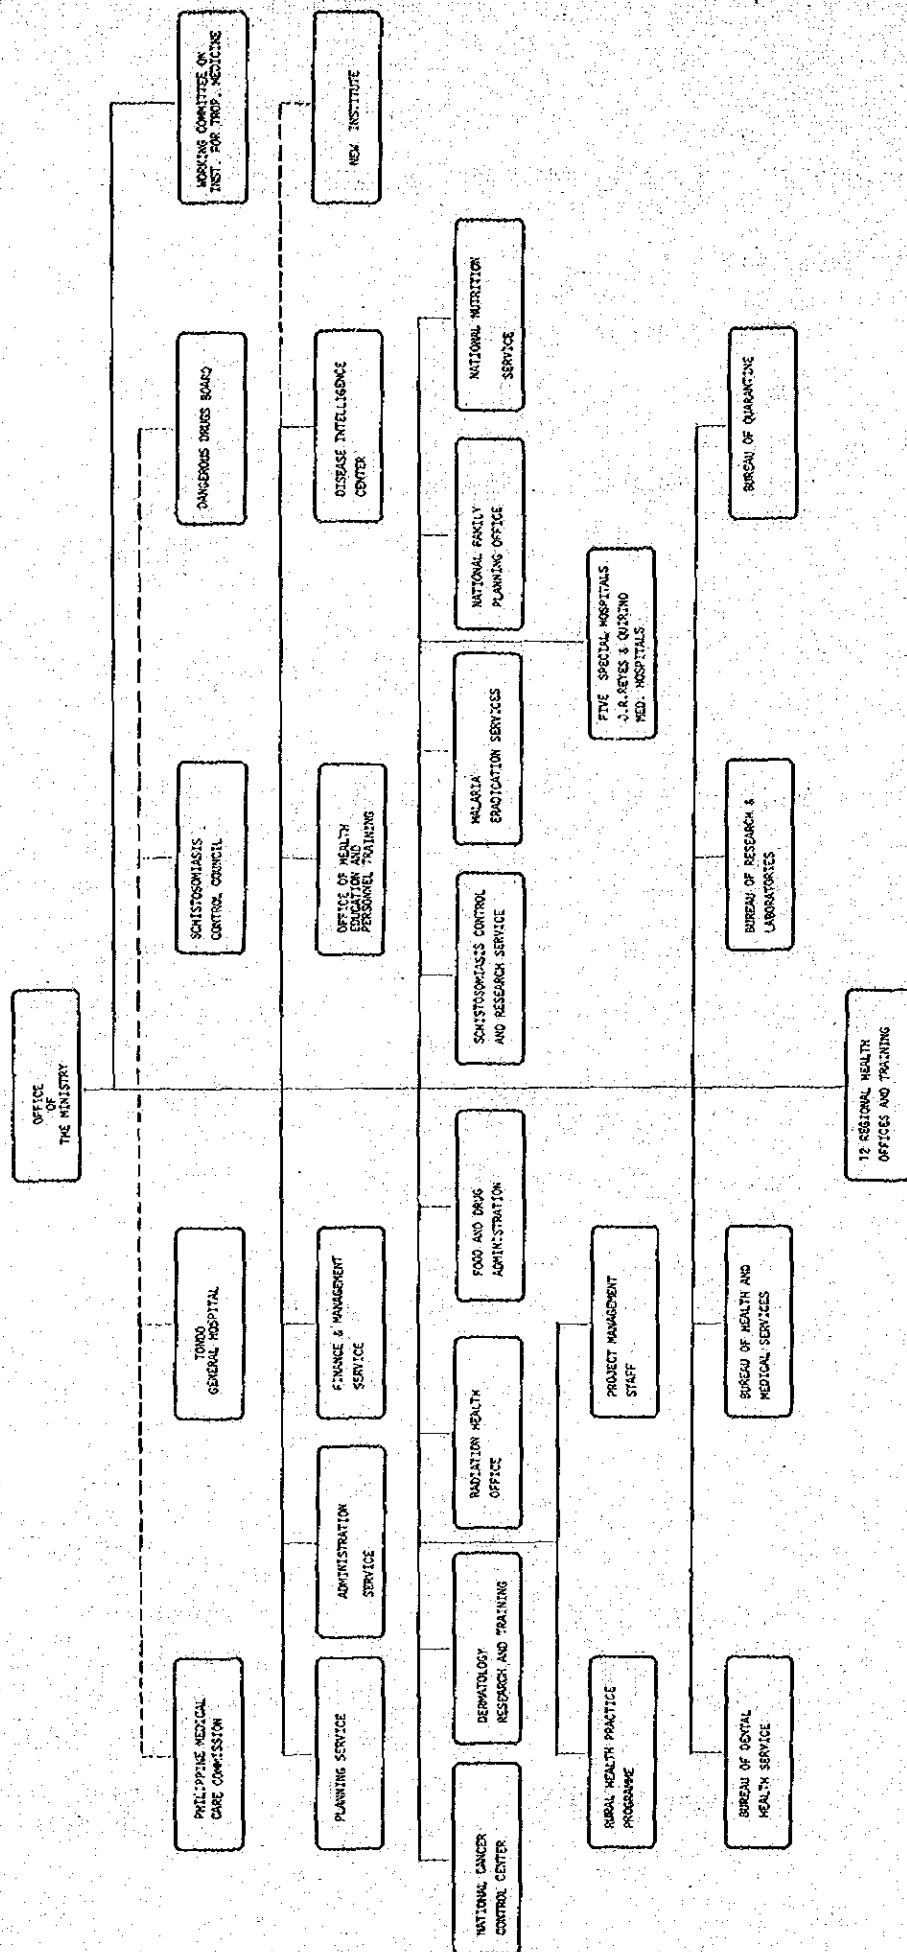 OFFICE
OF
THE MINISTRY
PHILIPPINE MEDICAL
CARE COMMISSION
TONDO
GENERAL HOSPITAL
SCHISTOSOMIASIS
CONTROL COUNCIL
DANGEROUS DRUGS BOARD
WORKING COMMITTEE ON
INST. FOR TROP. MEDICINE
PLANNING SERVICE
ADMINISTRATION
SERVICE
FINANCE & MANAGEMENT
SERVICE
OFFICE OF HEALTH
EDUCATION AND
PERSONNEL TRAINING
DISEASE INTELLIGENCE
CENTER
NEW INSTITUTE
NATIONAL CANCER
CONTROL CENTER
DERMATOLOGY
RESEARCH AND TRAINING
RADIATION HEALTH
OFFICE
FOOD AND DRUG
ADMINISTRATION
SCHISTOSOMIASIS CONTROL
AND RESEARCH SERVICE
MALARIA
ERADICATION SERVICES
NATIONAL FAMILY
PLANNING OFFICE
NATIONAL NUTRITION
SERVICE
RURAL HEALTH PRACTICE
PROGRAMME
PROJECT MANAGEMENT
STAFF
FIVE SPECIAL HOSPITALS
J.R.REYES & QUIRINO
MED. HOSPITALS
BUREAU OF DENTAL
HEALTH SERVICE
BUREAU OF HEALTH AND
MEDICAL SERVICES
BUREAU OF RESEARCH &
LABORATORIES
BUREAU OF QUARANTINE
12 REGIONAL HEALTH
OFFICES AND TRAINING